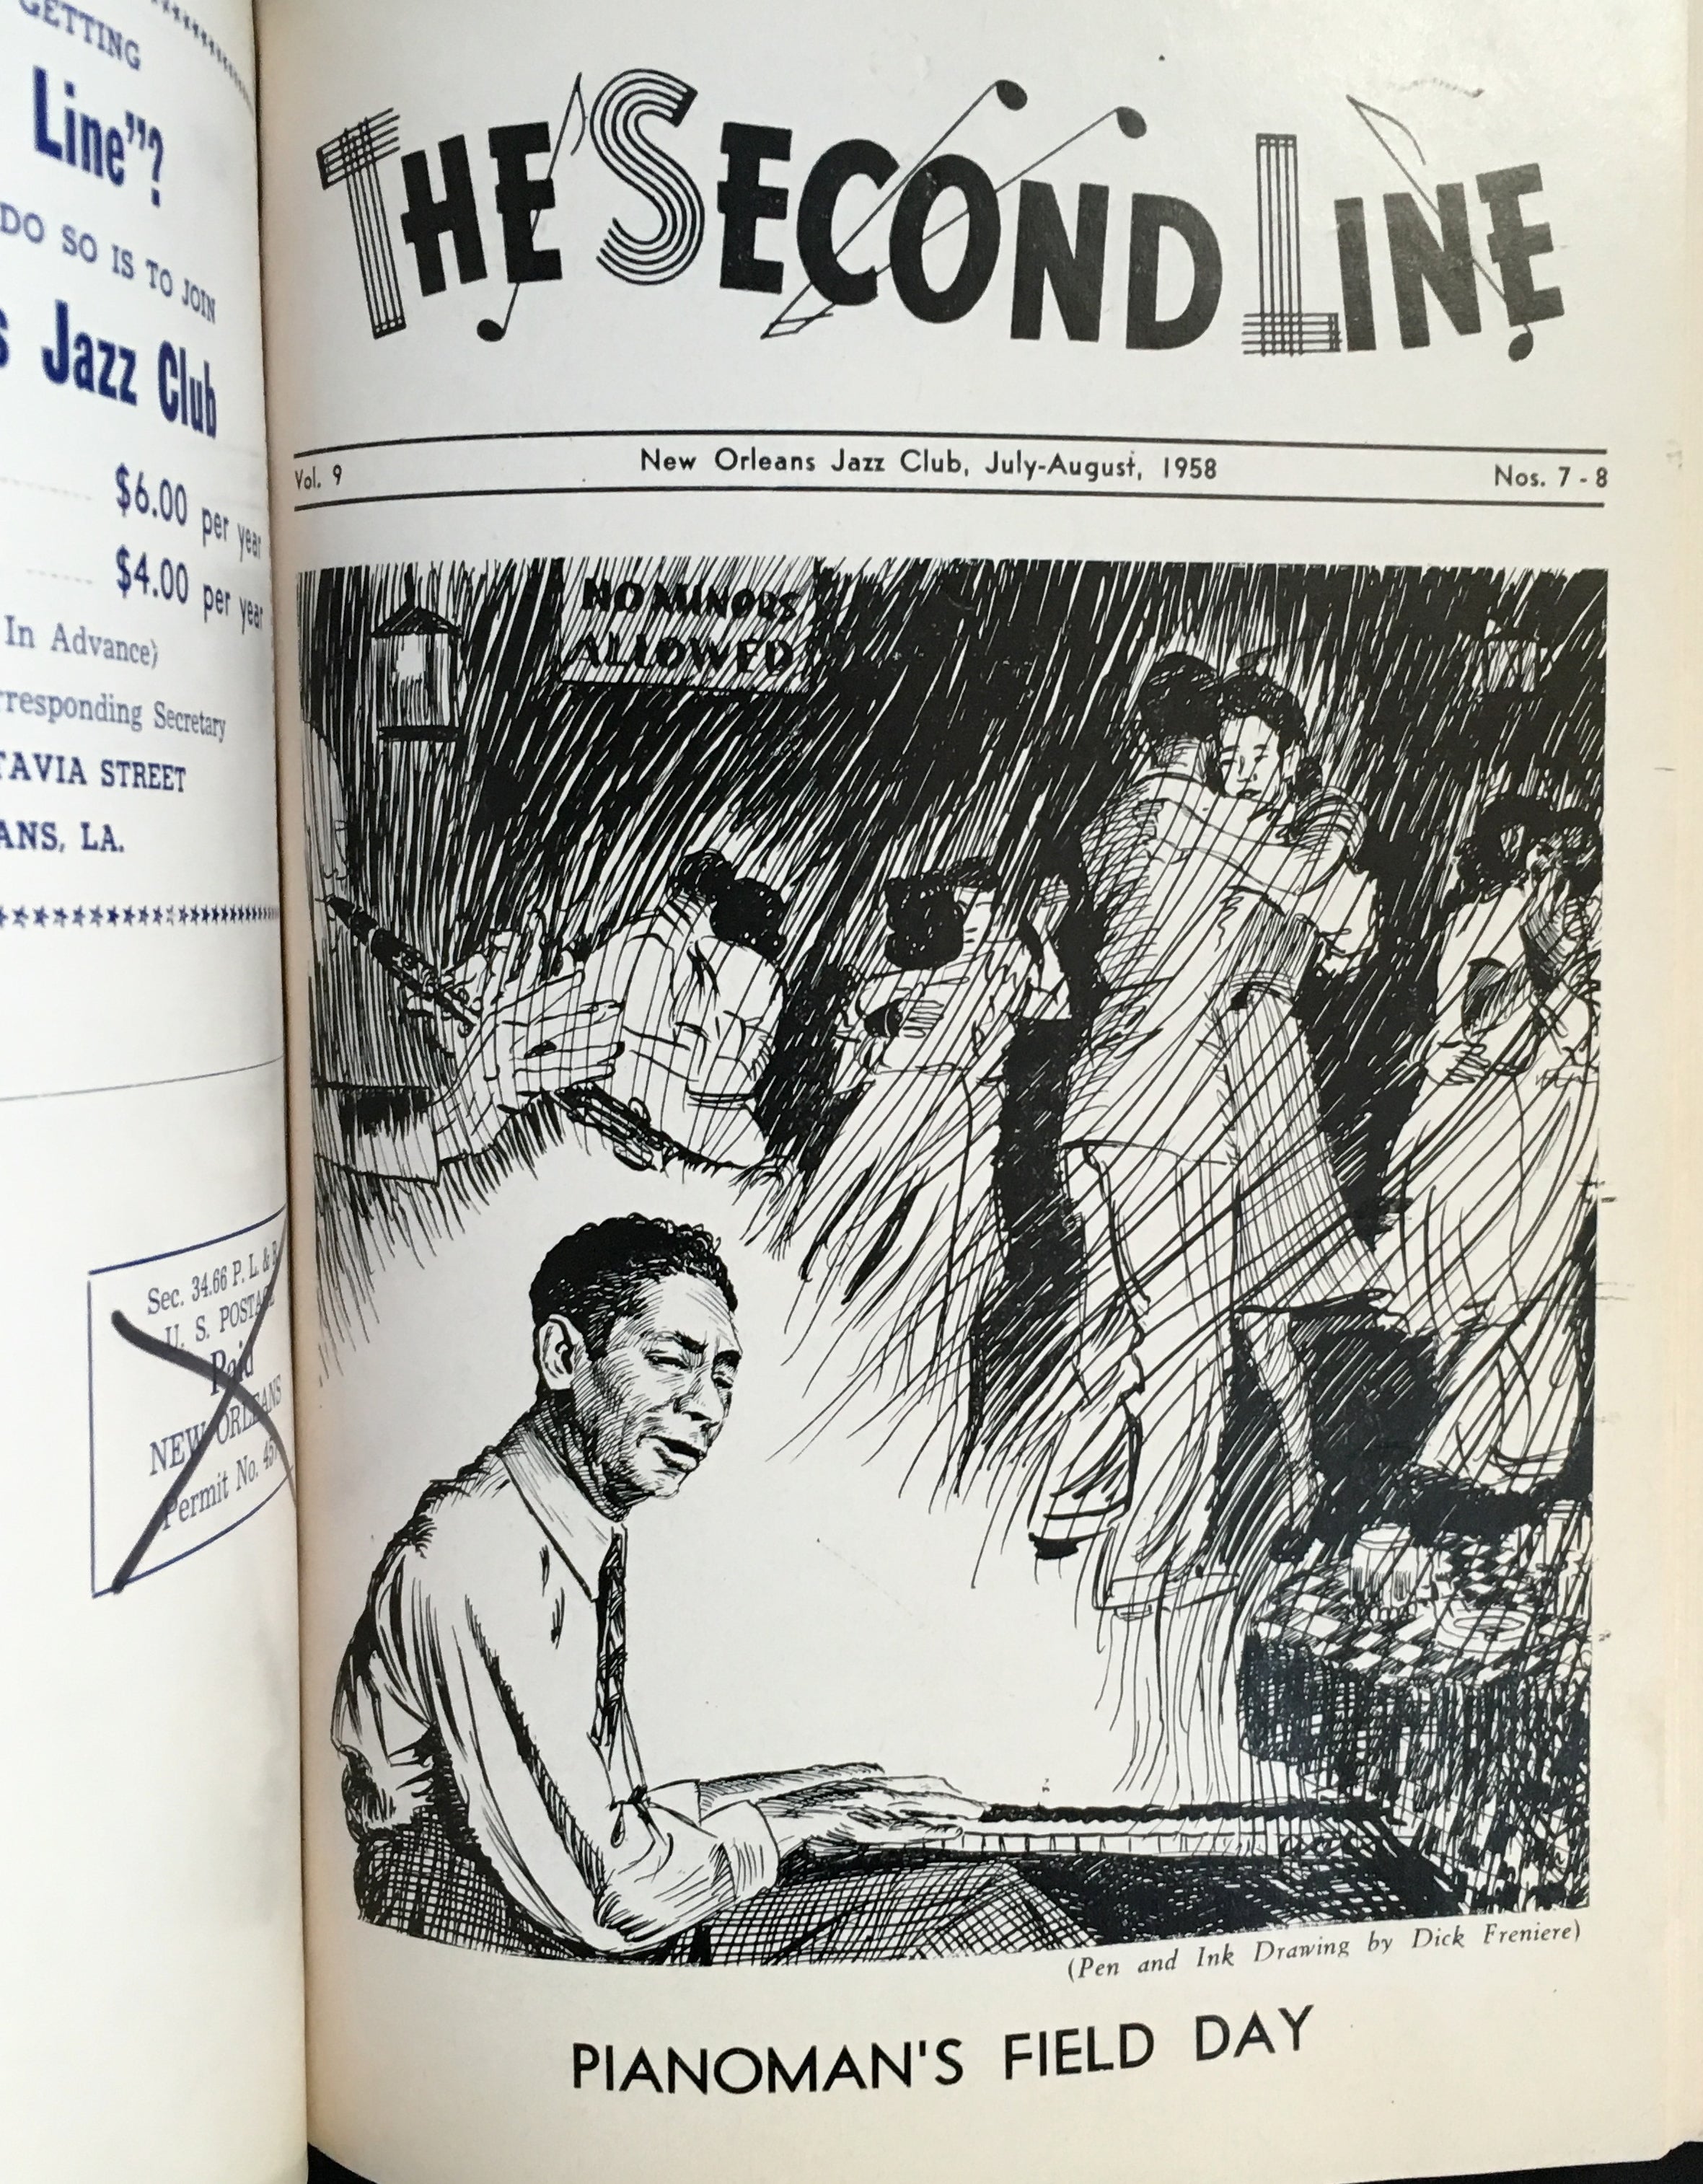 GETTING
Line"?
DO SO IS TO JOIN
s Jazz Club
$6.00 per year
$4.00 per year
In Advance)
rresponding Secretary
TAVIA STREET
ANS, LA.
Sec. 34.66 P. L. & R
U. S. POSTAGE
Paid
NEW ORLEANS
Permit No. 45
THE SECOND LINE
Vol. 9 New Orleans Jazz Club, July-August, 1958 Nos. 7 - 8
NO MINORS
ALLOWED
(Pen and Ink Drawing by Dick Freniere)
PIANOMAN'S FIELD DAY